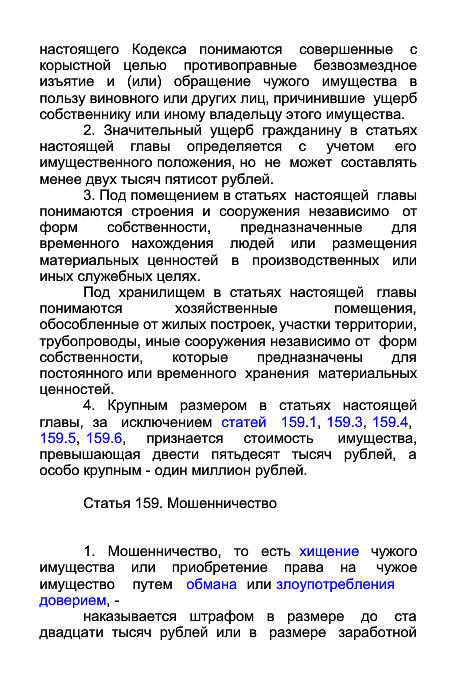 настоящего Кодекса понимаются совершенные с
корыстной целью противоправные безвозмездное
изъятие и (или) обращение чужого имущества в
пользу виновного или других лиц, причинившие ущерб
собственнику или иному владельцу этого имущества.
2. Значительный ущерб гражданину в статьях
настоящей главы определяется с учетом его
имущественного положения, но не может составлять
менее двух тысяч пятисот рублей.
3. Под помещением в статьях настоящей главы
понимаются строения и сооружения независимо от
форм собственности, предназначенные для
временного нахождения людей или размещения
материальных ценностей в производственных или
иных служебных целях.
Под хранилищем в статьях настоящей главы
понимаются хозяйственные помещения,
обособленные от жилых построек, участки территории,
трубопроводы, иные сооружения независимо от форм
собственности, которые предназначены для
постоянного или временного хранения материальных
ценностей.
4. Крупным размером в статьях настоящей
главы, за исключением статей 159.1, 159.3, 159.4,
159.5, 159.6, признается стоимость имущества,
превышающая двести пятьдесят тысяч рублей, а
особо крупным - один миллион рублей.
Статья 159. Мошенничество
1. Мошенничество, то есть хищение чужого
имущества или приобретение права на чужое
имущество путем обмана или злоупотребления
доверием, -
наказывается штрафом в размере до ста
двадцати тысяч рублей или в размере заработной